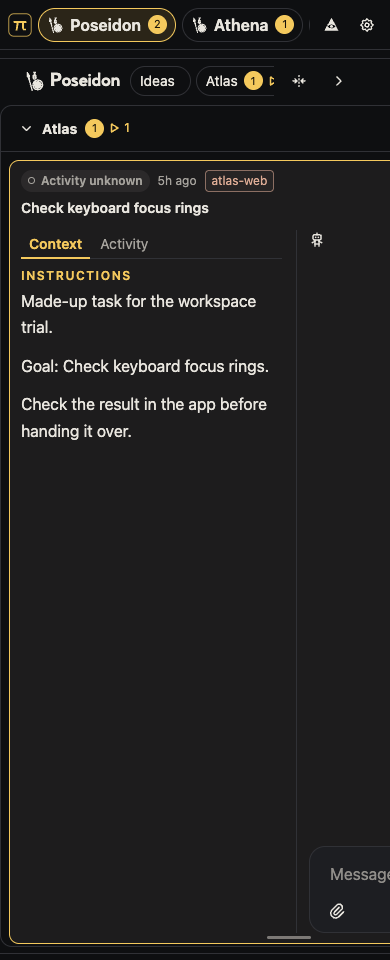 π Poseidon 2 Athena 1
Poseidon Ideas Atlas 1
Atlas 1 1
Activity unknown 5h ago atlas-web
Check keyboard focus rings
Context Activity
INSTRUCTIONS
Made-up task for the workspace
trial.
Goal: Check keyboard focus rings.
Check the result in the app before
handing it over.
Message